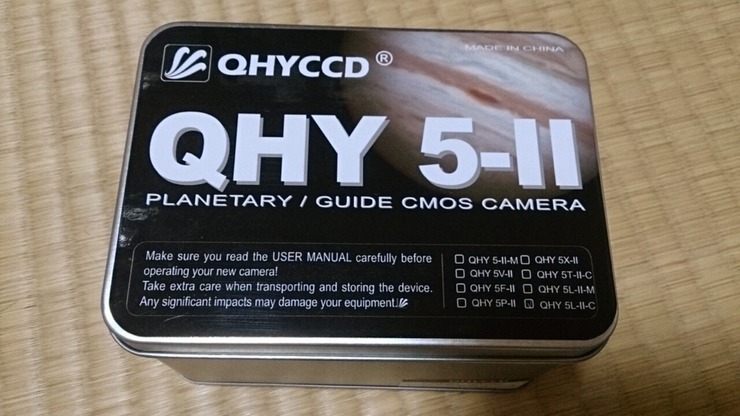 QHYCCD®
MADE IN CHINA
QHY 5-II
PLANETARY / GUIDE CMOS CAMERA
Make sure you read the USER MANUAL carefully before
operating your new camera!
Take extra care when transporting and storing the device.
Any significant impacts may damage your equipment.
QHY 5-II-M QHY 5X-II
QHY 5V-II QHY 5T-II-C
QHY 5F-II QHY 5L-II-M
QHY 5P-II QHY 5L-II-C